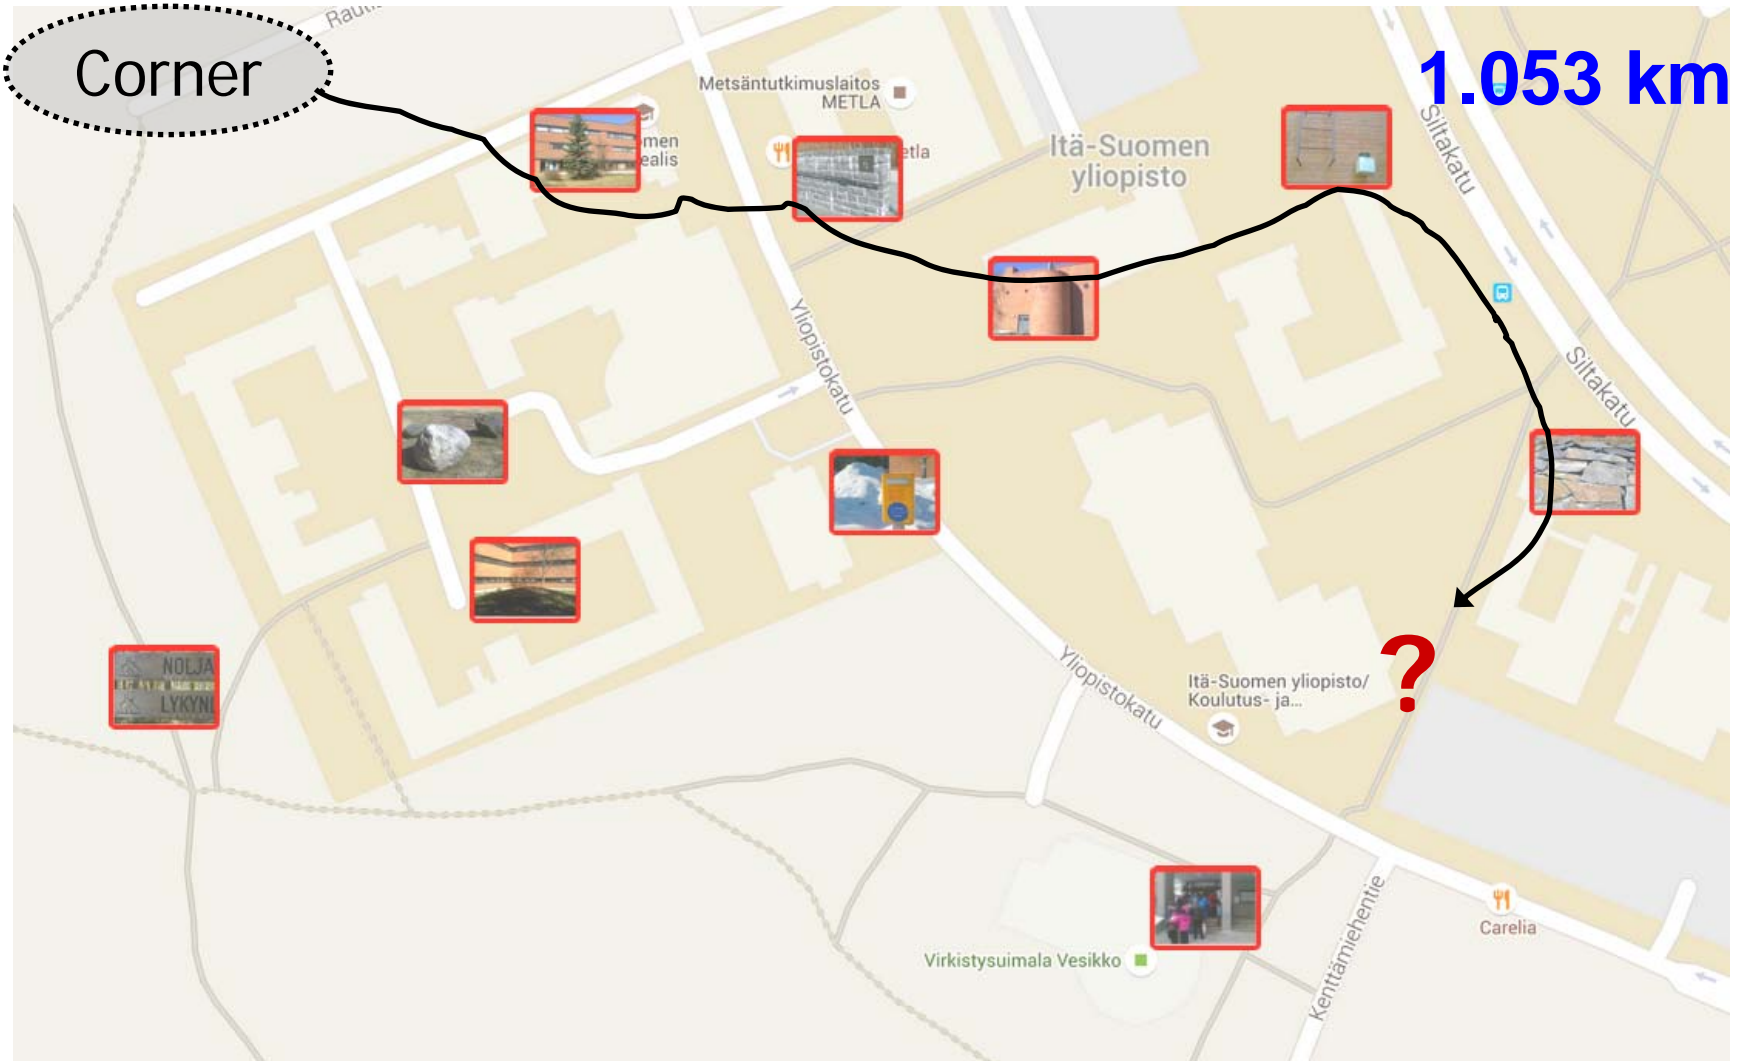 Corner
1.053 km
Metsäntutkimuslaitos
METLA
Itä-Suomen
yliopisto
Siltakatu
Yliopistokatu
Siltakatu
NOLJA
LYKYN
Yliopistokatu
Itä-Suomen yliopisto/
Koulutus- ja...
?
Kenttämiehentie
Carelia
Virkistysuimala Vesikko